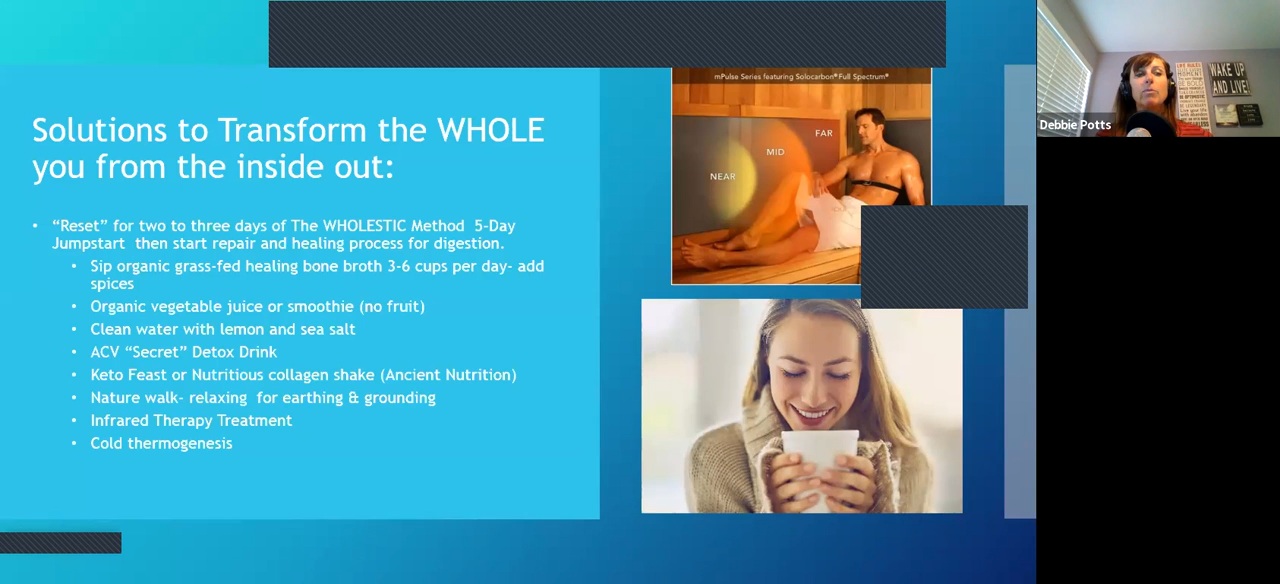 mPulse Series featuring Solocarbon® Full Spectrum®
Solutions to Transform the WHOLE
you from the inside out:
• “Reset” for two to three days of The WHOLESTIC Method 5-Day
Jumpstart then start repair and healing process for digestion.
• Sip organic grass-fed healing bone broth 3-6 cups per day- add
spices
• Organic vegetable juice or smoothie (no fruit)
• Clean water with lemon and sea salt
• ACV “Secret” Detox Drink
• Keto Feast or Nutritious collagen shake (Ancient Nutrition)
• Nature walk- relaxing for earthing & grounding
• Infrared Therapy Treatment
• Cold thermogenesis
FAR
MID
NEAR
WAKE UP
AND LIVE!
Debbie Potts